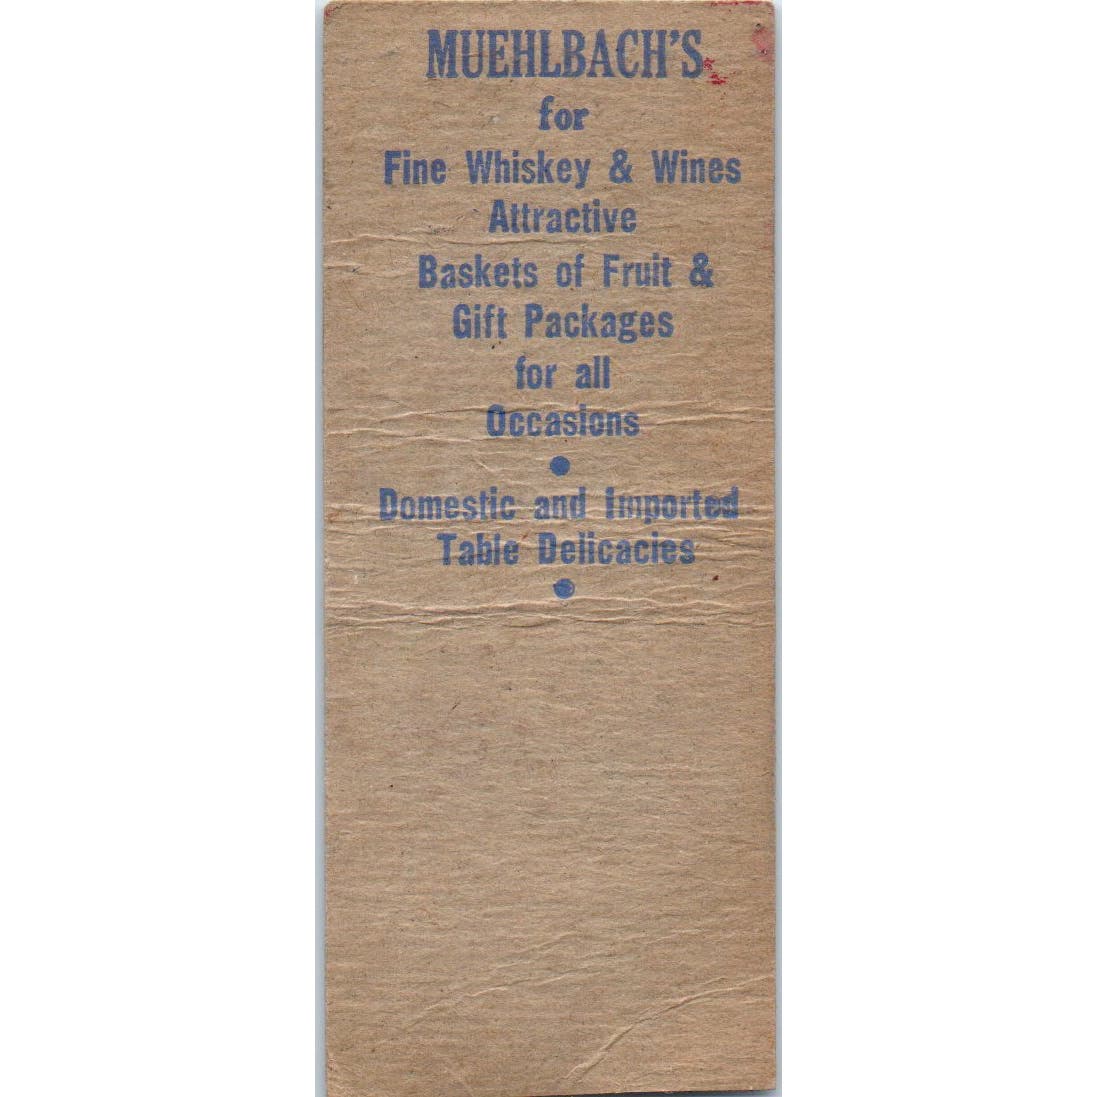 MUEHLBACH'S
for
Fine Whiskey & Wines
Attractive
Baskets of Fruit &
Gift Packages
for all
Occasions
•
Domestic and Imported
Table Delicacies
•